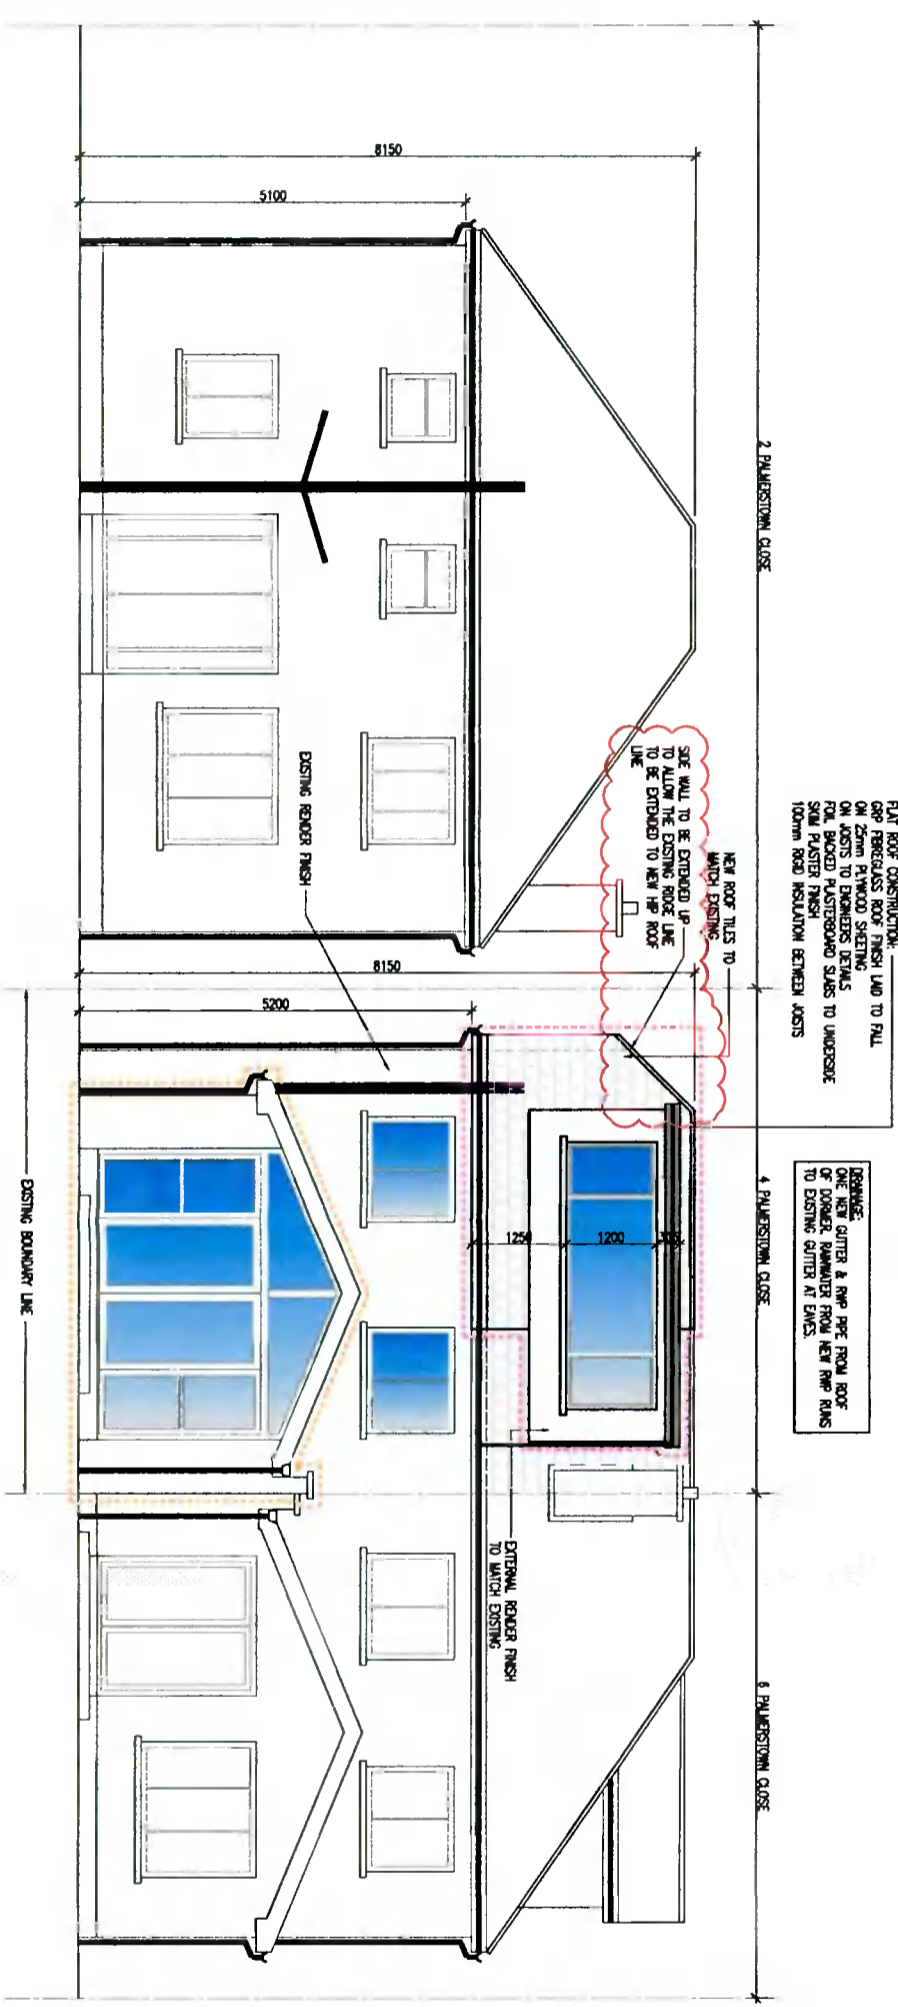 FLAT ROOF CONSTRUCTION:
GRP FIBREGLASS ROOF FINISH LAID TO FALL
ON 25mm PLYWOOD SHEETING
ON JOISTS TO ENGINEERS DETAILS
FOIL BACKED PLASTERBOARD SLABS TO UNDERSIDE
SKIM PLASTER FINISH
100mm RIGID INSULATION BETWEEN JOISTS
DRAINAGE:
ONE NEW GUTTER & RWP PIPE FROM ROOF
OF DORMER. RAINWATER FROM NEW RWP RUNS
TO EXISTING GUTTER AT EAVES.
2 PALMERSTOWN CLOSE
4 PALMERSTOWN CLOSE
6 PALMERSTOWN CLOSE
NEW ROOF TILES TO
MATCH EXISTING
SIDE WALL TO BE EXTENDED UP
TO ALLOW THE EXISTING RIDGE LINE
TO BE EXTENDED TO NEW HIP ROOF
LINE
8150
5100
8150
5200
1250
1200
300
EXTERNAL RENDER FINISH
TO MATCH EXISTING
EXISTING RENDER FINISH
EXISTING BOUNDARY LINE